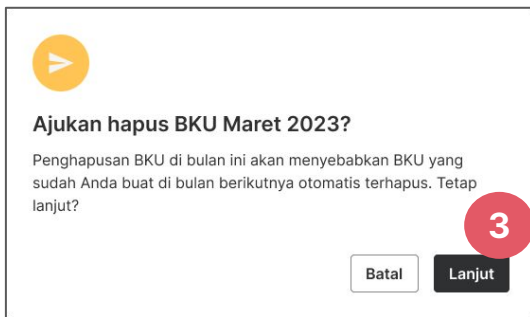 Ajukan hapus BKU Maret 2023?
Penghapusan BKU di bulan ini akan menyebabkan BKU yang
sudah Anda buat di bulan berikutnya otomatis terhapus. Tetap
lanjut?
3
Batal
Lanjut